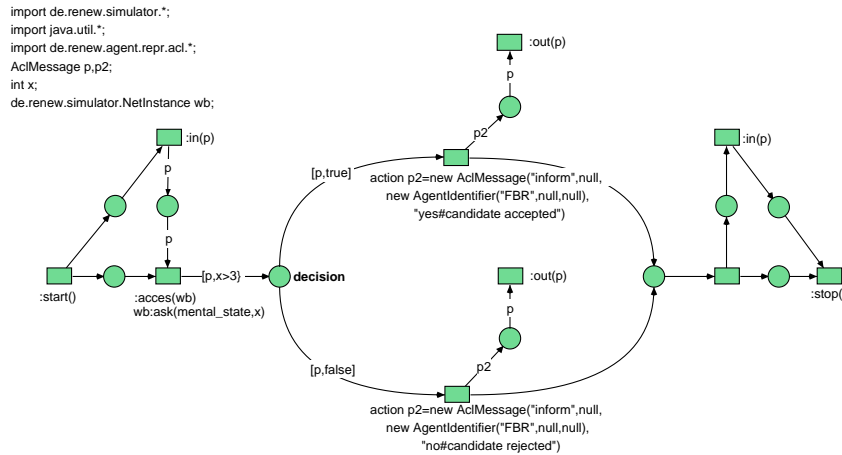 import de.renew.simulator.*;
import java.util.*;
import de.renew.agent.repr.acl.*;
AclMessage p,p2;
int x;
de.renew.simulator.NetInstance wb;
:out(p)
p
p2
:in(p)
p
p
[p,true]
action p2=new AclMessage("inform",null,
new AgentIdentifier("FBR",null,null),
"yes#candidate accepted")
:in(p)
[p,x>3}
decision
:start()
:acces(wb)
wb:ask(mental_state,x)
:out(p)
p
:stop(
[p,false]
p2
action p2=new AclMessage("inform",null,
new AgentIdentifier("FBR",null,null),
"no#candidate rejected")